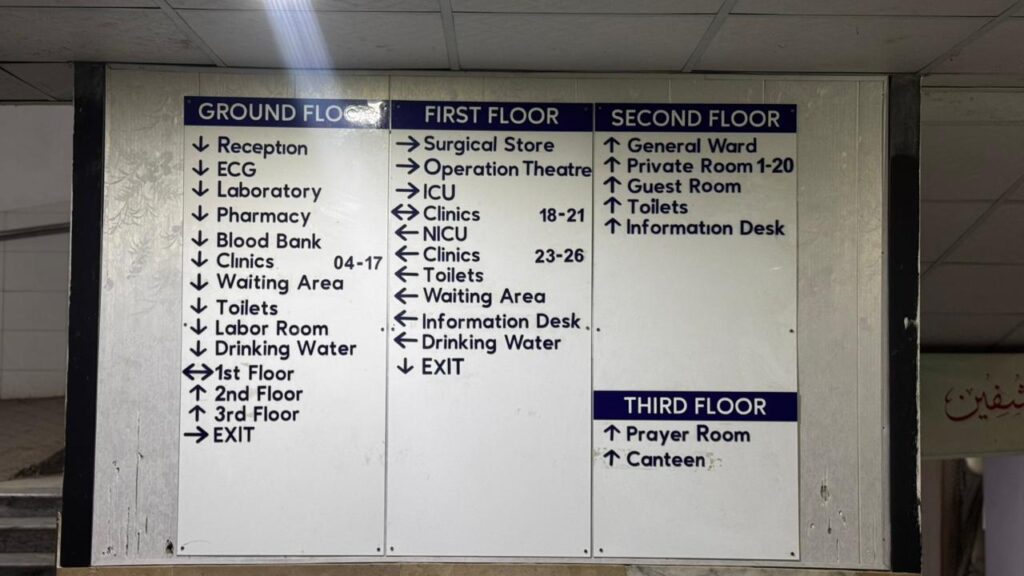 GROUND FLOOR
↓ Reception
↓ ECG
↓ Laboratory
↓ Pharmacy
↓ Blood Bank
↓ Clinics 04-17
↓ Waiting Area
↓ Toilets
↓ Labor Room
↓ Drinking Water
↔ 1st Floor
↑ 2nd Floor
↑ 3rd Floor
→ EXIT
FIRST FLOOR
→ Surgical Store
→ Operation Theatre
→ ICU
↔ Clinics 18-21
← NICU
← Clinics 23-26
← Toilets
← Waiting Area
← Information Desk
← Drinking Water
↓ EXIT
SECOND FLOOR
↑ General Ward
↑ Private Room 1-20
↑ Guest Room
↑ Toilets
↑ Information Desk
THIRD FLOOR
↑ Prayer Room
↑ Canteen